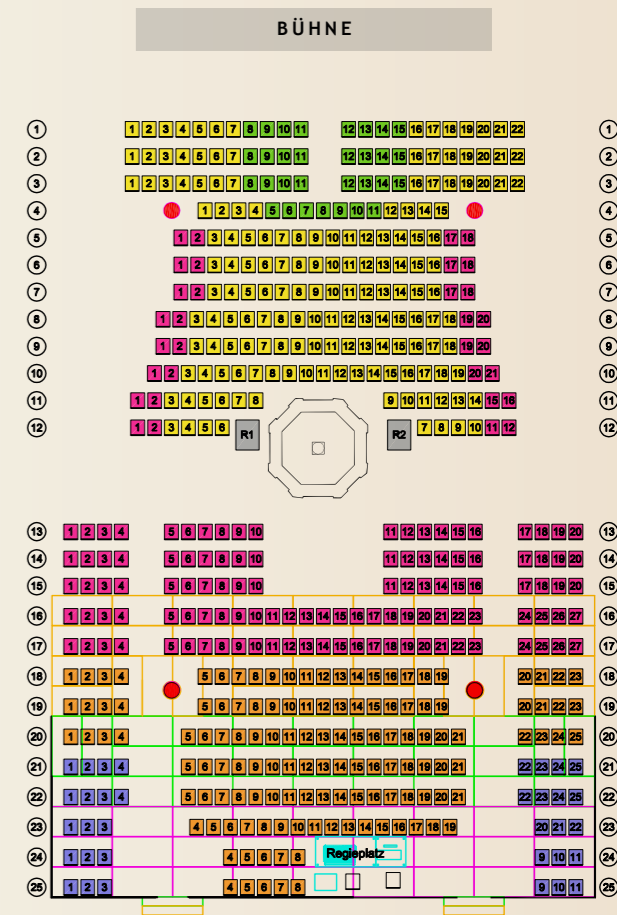 BÜHNE
1 1 2 3 4 5 6 7 8 9 10 11 12 13 14 15 16 17 18 19 20 21 22 1
2 1 2 3 4 5 6 7 8 9 10 11 12 13 14 15 16 17 18 19 20 21 22 2
3 1 2 3 4 5 6 7 8 9 10 11 12 13 14 15 16 17 18 19 20 21 22 3
4 1 2 3 4 5 6 7 8 9 10 11 12 13 14 15 4
5 1 2 3 4 5 6 7 8 9 10 11 12 13 14 15 16 17 18 5
6 1 2 3 4 5 6 7 8 9 10 11 12 13 14 15 16 17 18 6
7 1 2 3 4 5 6 7 8 9 10 11 12 13 14 15 16 17 18 7
8 1 2 3 4 5 6 7 8 9 10 11 12 13 14 15 16 17 18 19 20 8
9 1 2 3 4 5 6 7 8 9 10 11 12 13 14 15 16 17 18 19 20 9
10 1 2 3 4 5 6 7 8 9 10 11 12 13 14 15 16 17 18 19 20 21 10
11 1 2 3 4 5 6 7 8 9 10 11 12 13 14 15 16 11
12 1 2 3 4 5 6 R1 R2 7 8 9 10 11 12 12
13 1 2 3 4 5 6 7 8 9 10 11 12 13 14 15 16 17 18 19 20 13
14 1 2 3 4 5 6 7 8 9 10 11 12 13 14 15 16 17 18 19 20 14
15 1 2 3 4 5 6 7 8 9 10 11 12 13 14 15 16 17 18 19 20 15
16 1 2 3 4 5 6 7 8 9 10 11 12 13 14 15 16 17 18 19 20 21 22 23 24 25 26 27 16
17 1 2 3 4 5 6 7 8 9 10 11 12 13 14 15 16 17 18 19 20 21 22 23 24 25 26 27 17
18 1 2 3 4 5 6 7 8 9 10 11 12 13 14 15 16 17 18 19 20 21 22 23 18
19 1 2 3 4 5 6 7 8 9 10 11 12 13 14 15 16 17 18 19 20 21 22 23 19
20 1 2 3 4 5 6 7 8 9 10 11 12 13 14 15 16 17 18 19 20 21 22 23 24 25 20
21 1 2 3 4 5 6 7 8 9 10 11 12 13 14 15 16 17 18 19 20 21 22 23 24 25 21
22 1 2 3 4 5 6 7 8 9 10 11 12 13 14 15 16 17 18 19 20 21 22 23 24 25 22
23 1 2 3 4 5 6 7 8 9 10 11 12 13 14 15 16 17 18 19 20 21 22 23
24 1 2 3 4 5 6 7 8 Regieplatz 9 10 11 24
25 1 2 3 4 5 6 7 8 9 10 11 25